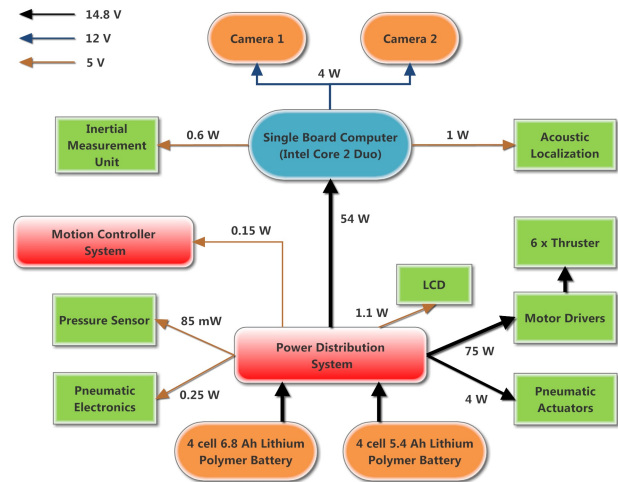 14.8 V
12 V
5 V
Camera 1
Camera 2
4 W
Inertial
Measurement
Unit
0.6 W
Single Board Computer
(Intel Core 2 Duo)
1 W
Acoustic
Localization
54 W
Motion Controller
System
0.15 W
6 x Thruster
LCD
Pressure Sensor
85 mW
1.1 W
Motor Drivers
Power Distribution
System
75 W
Pneumatic
Electronics
0.25 W
4 W
Pneumatic
Actuators
4 cell 6.8 Ah Lithium
Polymer Battery
4 cell 5.4 Ah Lithium
Polymer Battery